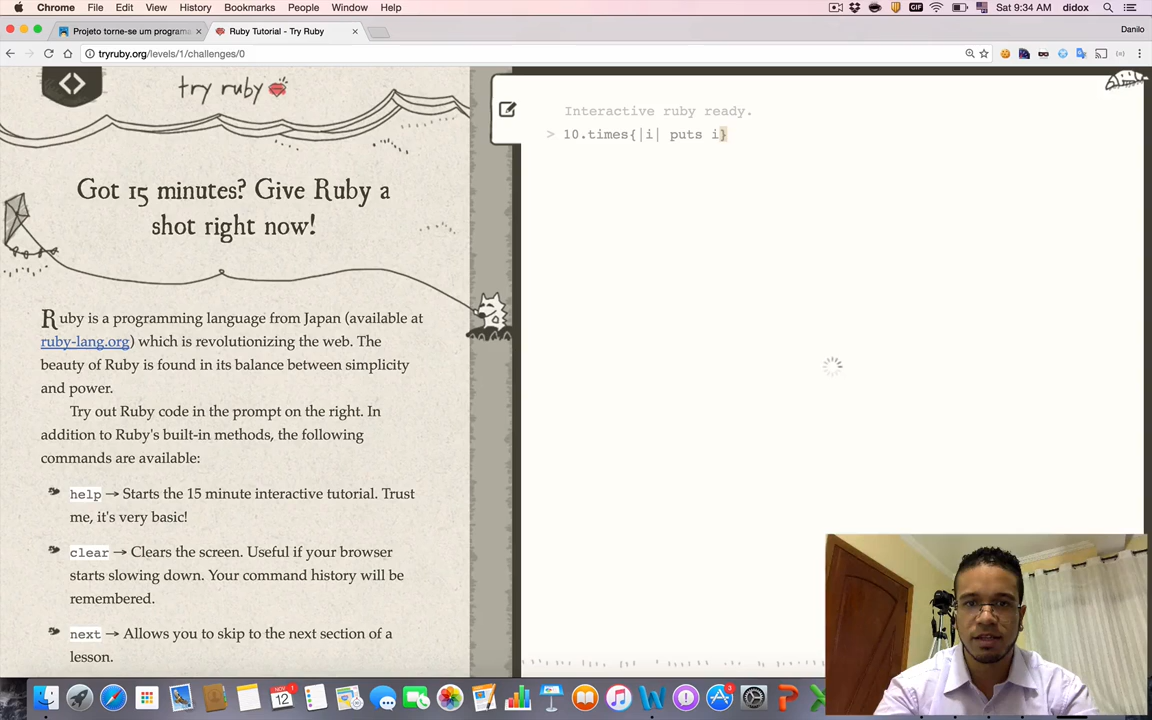 Chrome File Edit View History Bookmarks People Window Help GIF Sat 9:34 AM didox
Projeto torne-se um programa Ruby Tutorial - Try Ruby Danilo
tryruby.org/levels/1/challenges/0
try ruby
Got 15 minutes? Give Ruby a
shot right now!
Ruby is a programming language from Japan (available at
ruby-lang.org) which is revolutionizing the web. The
beauty of Ruby is found in its balance between simplicity
and power.
Try out Ruby code in the prompt on the right. In
addition to Ruby's built-in methods, the following
commands are available:
help → Starts the 15 minute interactive tutorial. Trust
me, it's very basic!
clear → Clears the screen. Useful if your browser
starts slowing down. Your command history will be
remembered.
next → Allows you to skip to the next section of a
lesson.
Interactive ruby ready.
> 10.times{|i| puts i}